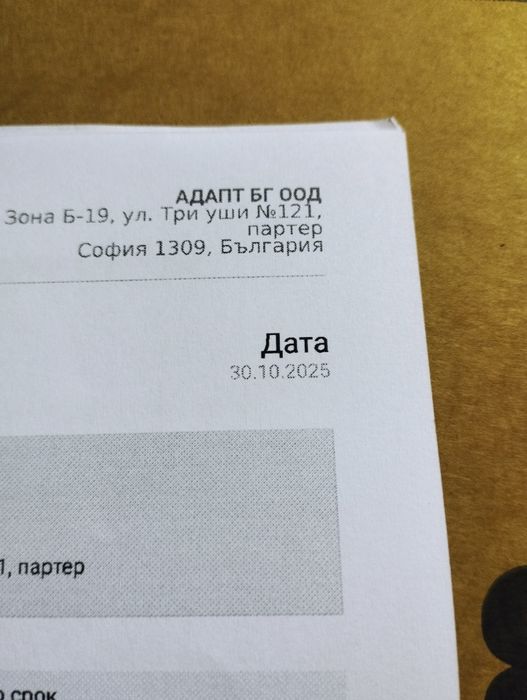 АДАПТ БГ ООД
Зона Б-19, ул. Три уши №121,
партер
София 1309, България
Дата
30.10.2025
1, партер
срок